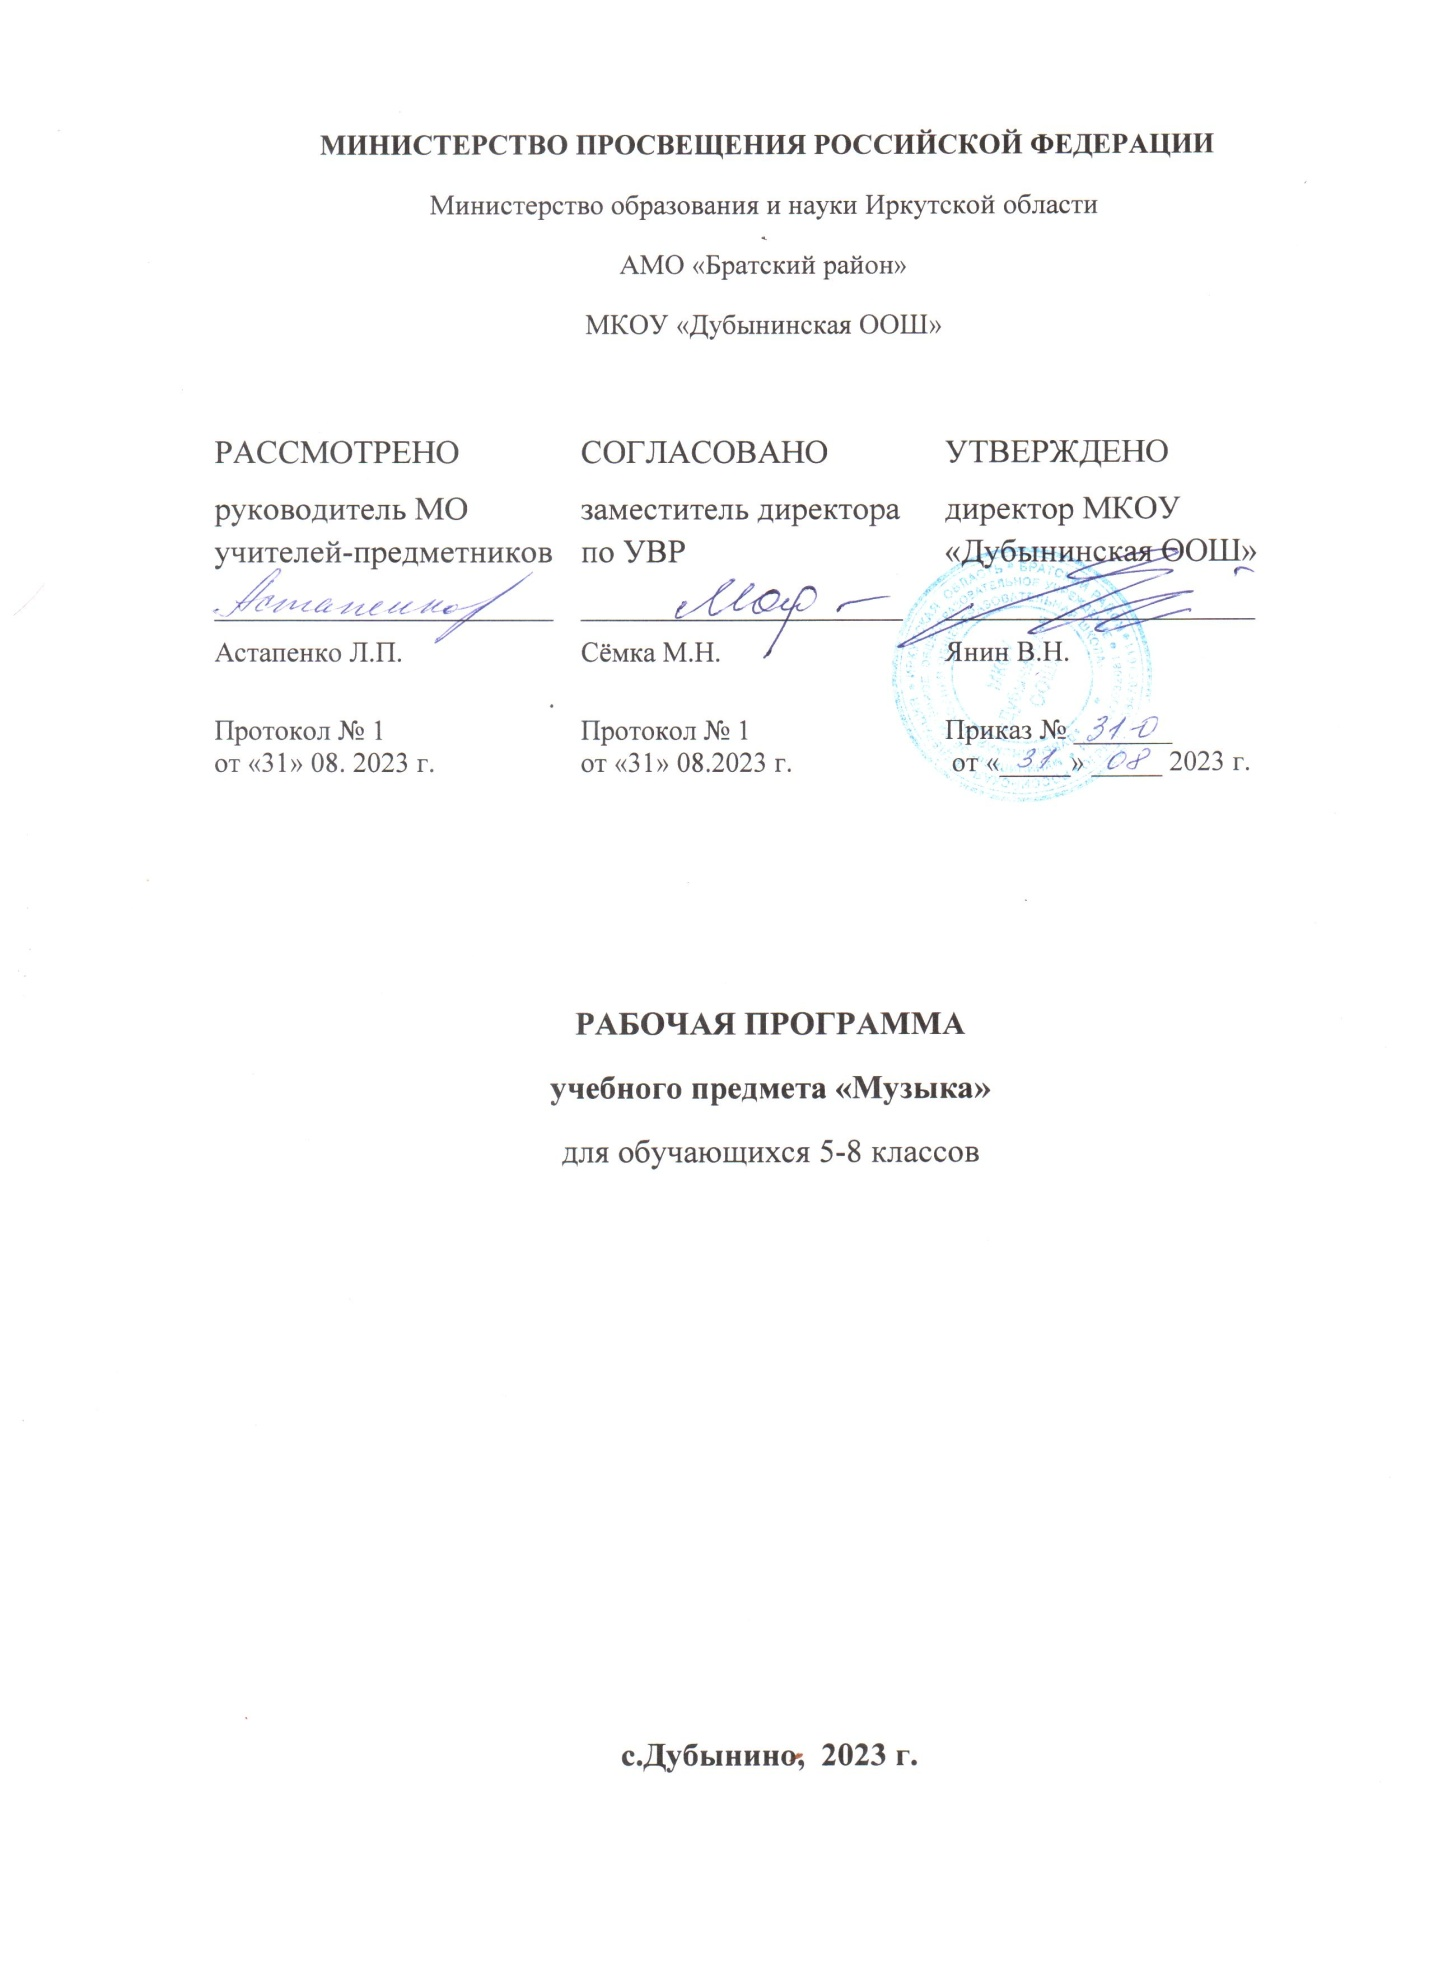 МИНИСТЕРСТВО ПРОСВЕЩЕНИЯ РОССИЙСКОЙ ФЕДЕРАЦИИ
Министерство образования и науки Иркутской области
АМО «Братский район»
МКОУ «Дубынинская ООШ»
РАССМОТРЕНО
руководитель МО
учителей-предметников
Астапенко
Астапенко Л.П.
Протокол № 1
от «31» 08. 2023 г.
СОГЛАСОВАНО
заместитель директора
по УВР
Сёмка М.Н.
Протокол № 1
от «31» 08.2023 г.
УТВЕРЖДЕНО
директор МКОУ
«Дубынинская ООШ»
Янин В.Н.
Приказ № 31-О
от «31» 08 2023 г.
РАБОЧАЯ ПРОГРАММА
учебного предмета «Музыка»
для обучающихся 5-8 классов
с.Дубынино, 2023 г.